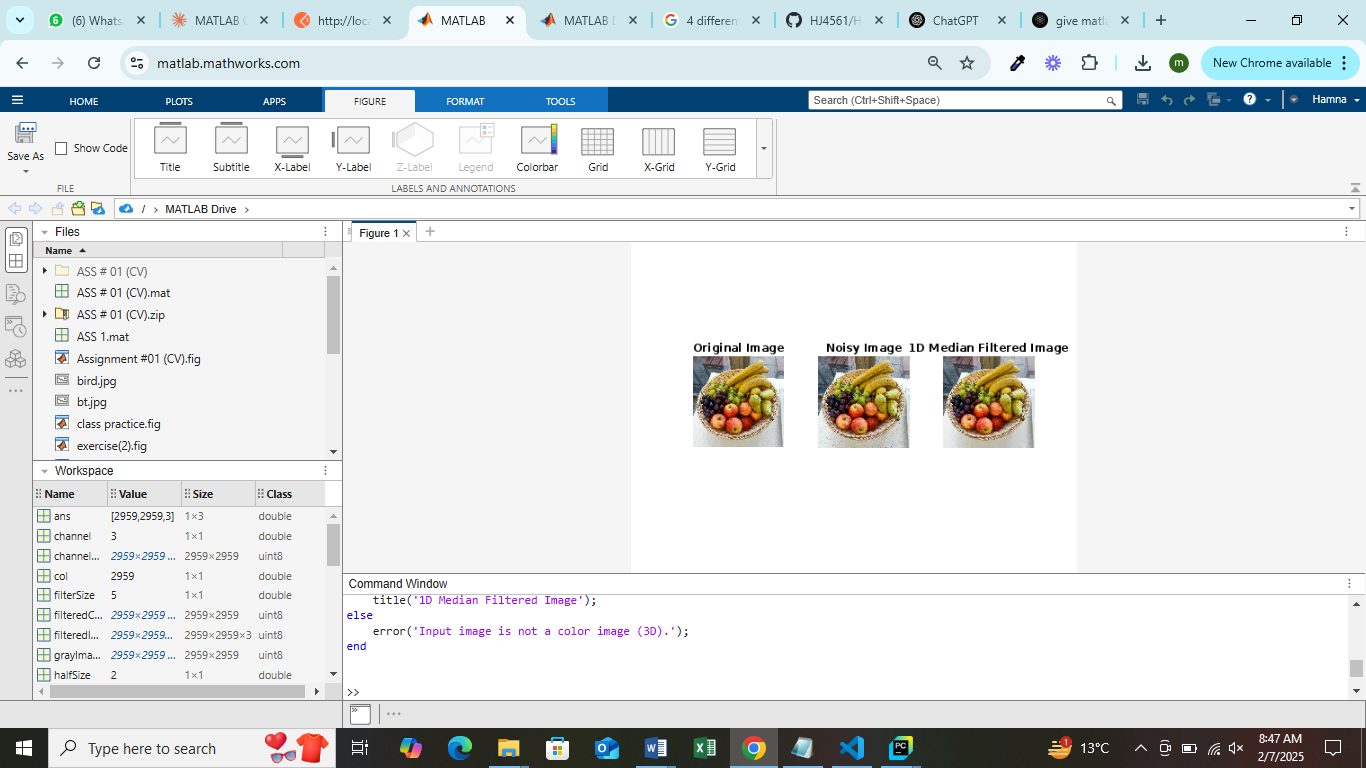 (6) Whats
MATLAB C
http://loc
MATLAB
MATLAB D
4 differen
HJ4561/H
ChatGPT
give matl
matlab.mathworks.com
m
New Chrome available
HOME PLOTS APPS FIGURE FORMAT TOOLS
Search (Ctrl+Shift+Space)
Hamna
Save As
Show Code
Title Subtitle X-Label Y-Label Z-Label Legend Colorbar Grid X-Grid Y-Grid
FILE
LABELS AND ANNOTATIONS
/ › MATLAB Drive ›
Files
Name
ASS # 01 (CV)
ASS # 01 (CV).mat
ASS # 01 (CV).zip
ASS 1.mat
Assignment #01 (CV).fig
bird.jpg
bt.jpg
class practice.fig
exercise(2).fig
Workspace
Name Value Size Class
ans [2959,2959,3] 1×3 double
channel 3 1×1 double
channel... 2959×2959 ... 2959×2959 uint8
col 2959 1×1 double
filterSize 5 1×1 double
filteredC... 2959×2959 ... 2959×2959 uint8
filteredI... 2959×2959... 2959×2959×3 uint8
grayIma... 2959×2959 ... 2959×2959 uint8
halfSize 2 1×1 double
Figure 1
Original Image Noisy Image 1D Median Filtered Image
Command Window
title('1D Median Filtered Image');
else
error('Input image is not a color image (3D).');
end
>>
Type here to search
1
13°C
8:47 AM
2/7/2025